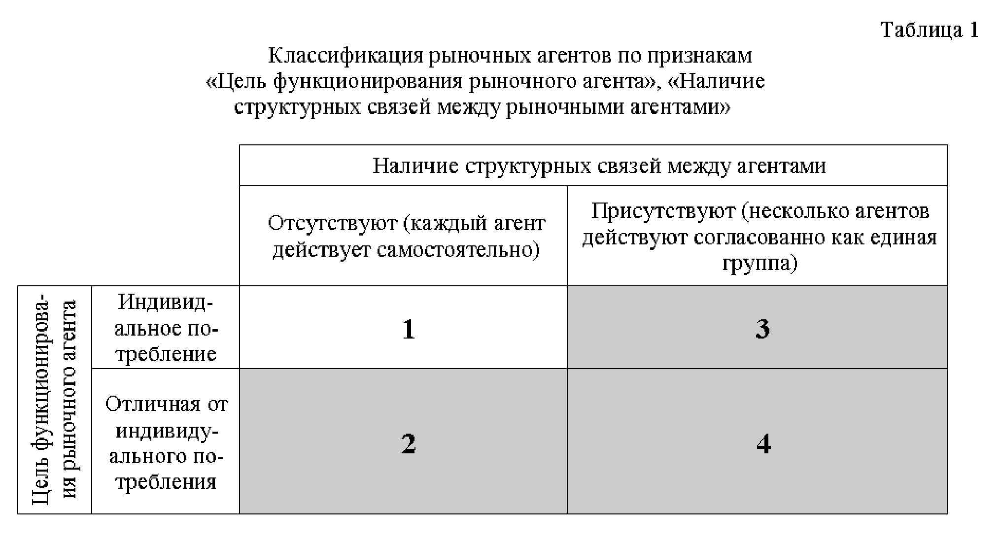 Таблица 1
Классификация рыночных агентов по признакам
«Цель функционирования рыночного агента», «Наличие
структурных связей между рыночными агентами»
Наличие структурных связей между агентами
Отсутствуют (каждый агент
действует самостоятельно)
Присутствуют (несколько агентов
действуют согласованно как единая
группа)
Цель функционирова-
ия рыночного агента
Индивид-
альное по-
требление
1
3
Отличная от
индивиду-
ального по-
требления
2
4